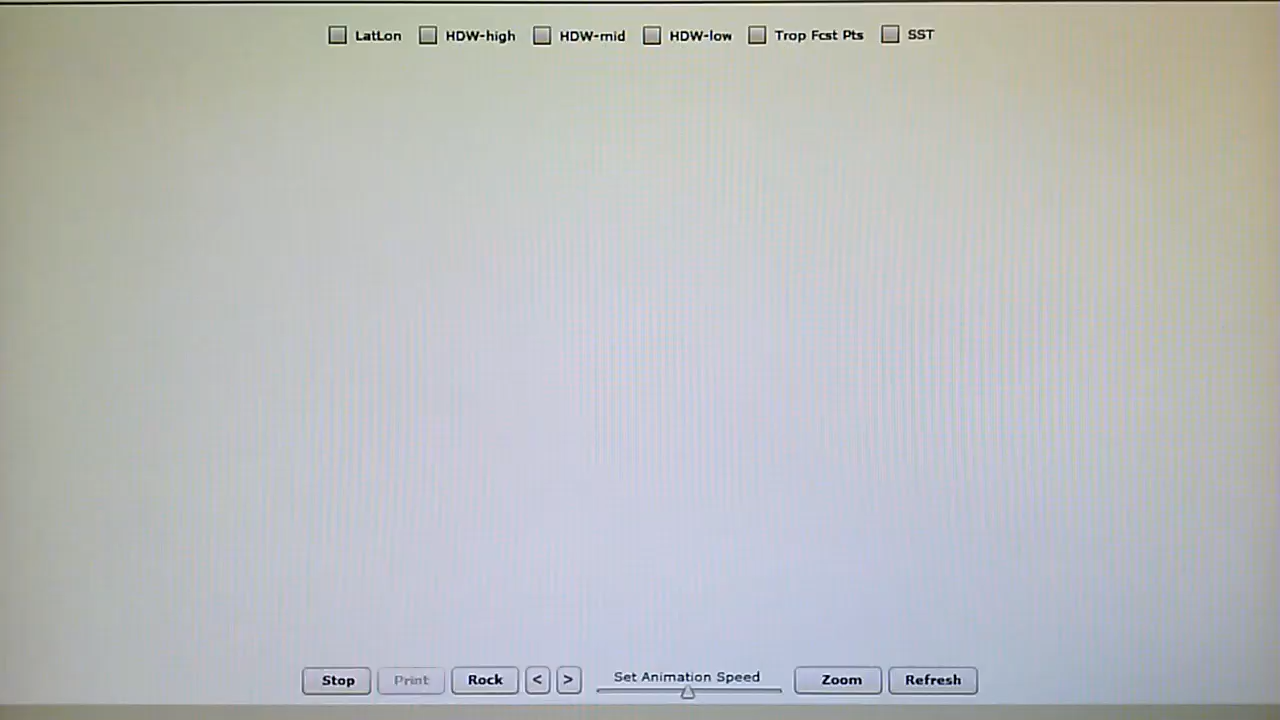 LatLon HDW-high HDW-mid HDW-low Trop Fcst Pts SST
Stop Print Rock < > Set Animation Speed Zoom Refresh